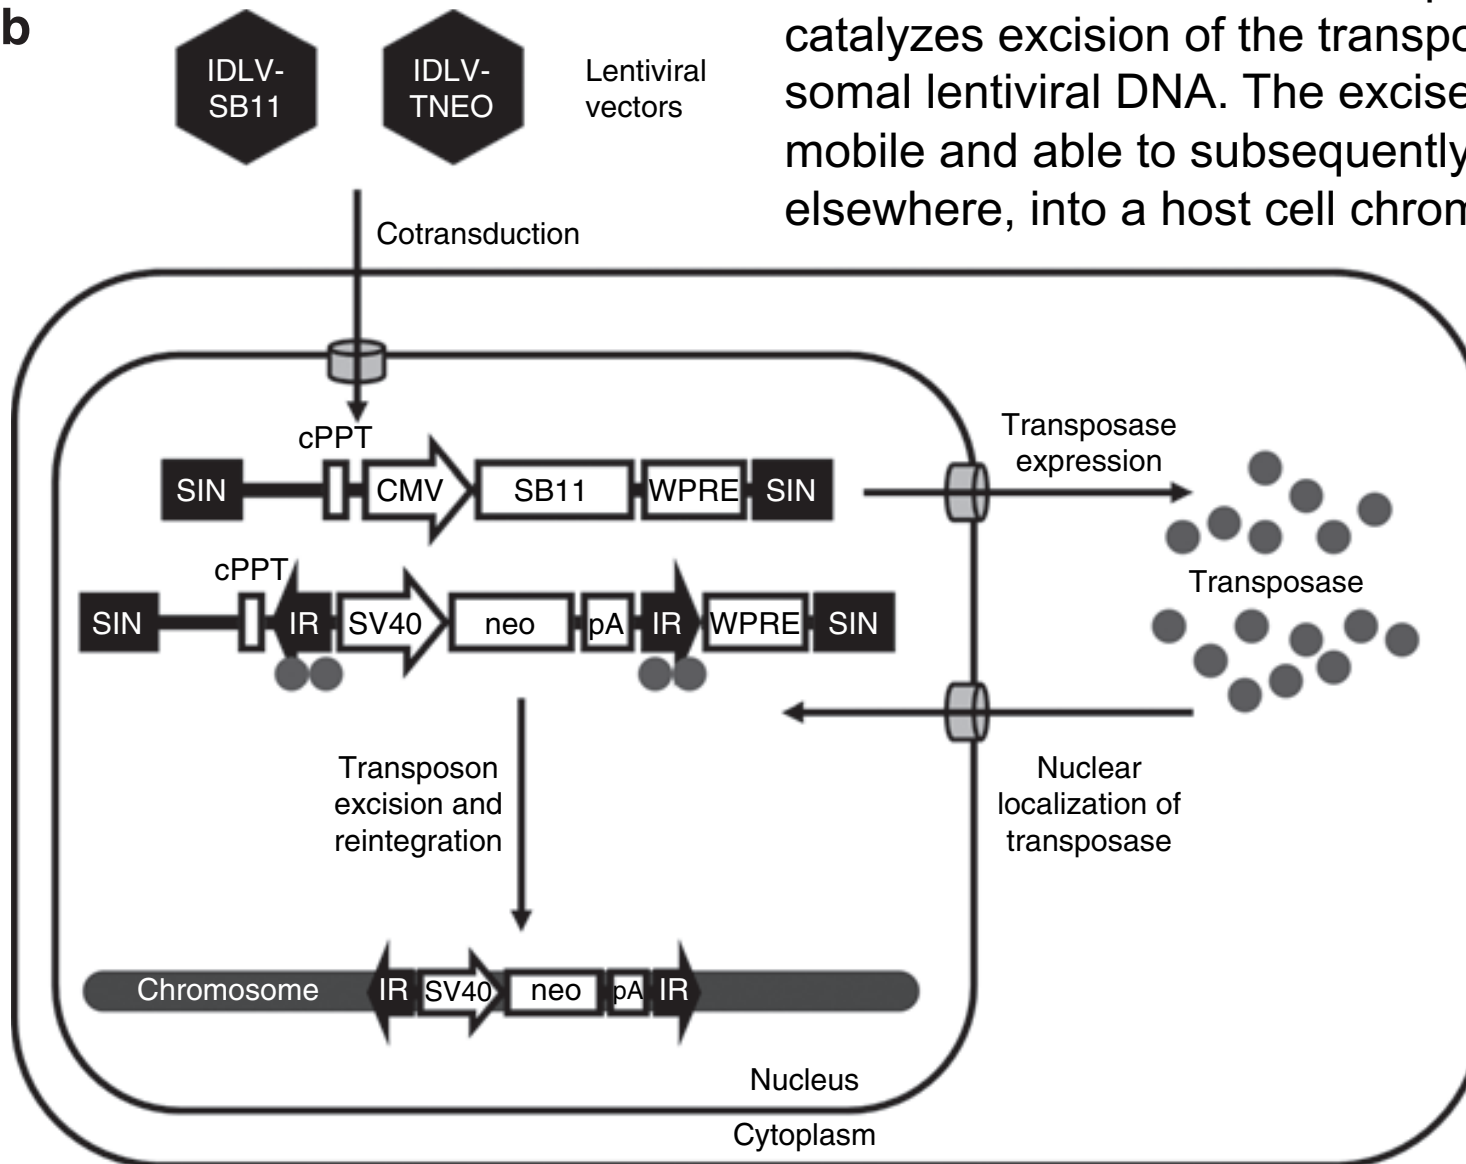 b
catalyzes excision of the
somal lentiviral DNA. The
mobile and able to subsequently
elsewhere, into a host cell
IDLV-
SB11
IDLV-
TNEO
Lentiviral
vectors
Cotransduction
cPPT
SIN CMV SB11 WPRE SIN
Transposase
expression
cPPT
SIN IR SV40 neo pA IR WPRE SIN
Transposase
Transposon
excision and
reintegration
Nuclear
localization of
transposase
Chromosome IR SV40 neo pA IR
Nucleus
Cytoplasm